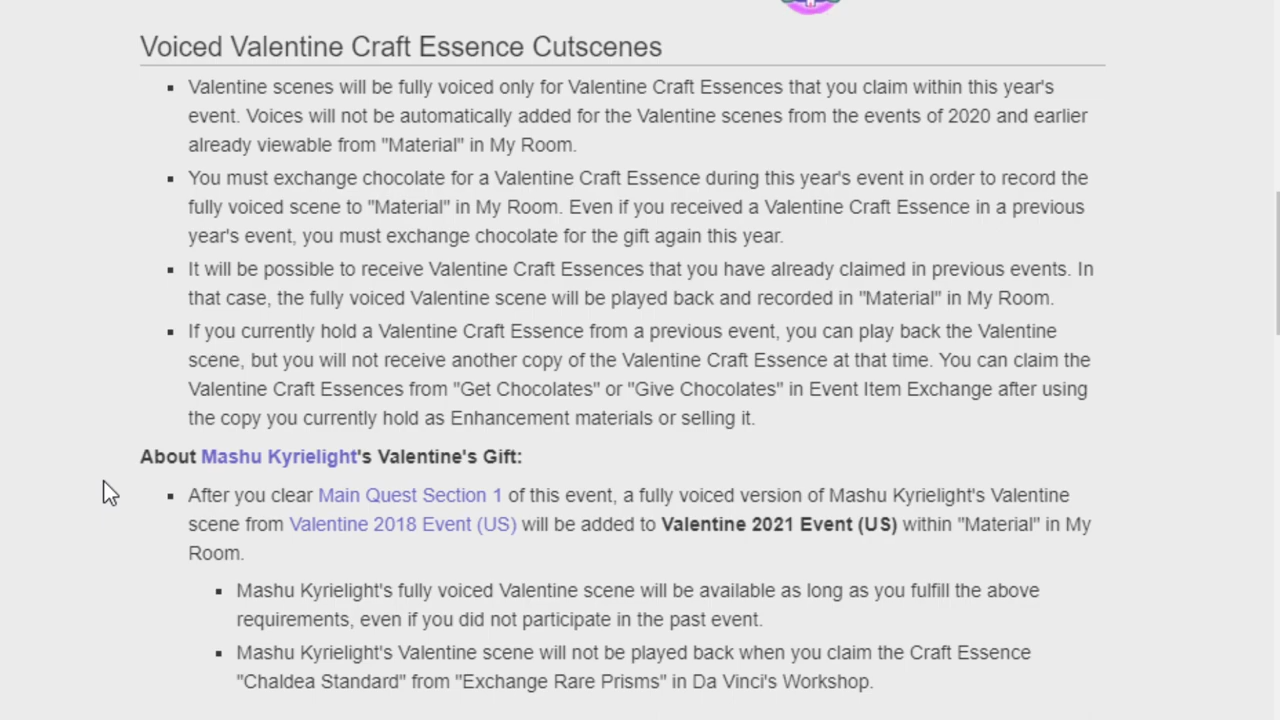 Voiced Valentine Craft Essence Cutscenes
Valentine scenes will be fully voiced only for Valentine Craft Essences that you claim within this year's
event. Voices will not be automatically added for the Valentine scenes from the events of 2020 and earlier
already viewable from "Material" in My Room.
You must exchange chocolate for a Valentine Craft Essence during this year's event in order to record the
fully voiced scene to "Material" in My Room. Even if you received a Valentine Craft Essence in a previous
year's event, you must exchange chocolate for the gift again this year.
It will be possible to receive Valentine Craft Essences that you have already claimed in previous events. In
that case, the fully voiced Valentine scene will be played back and recorded in "Material" in My Room.
If you currently hold a Valentine Craft Essence from a previous event, you can play back the Valentine
scene, but you will not receive another copy of the Valentine Craft Essence at that time. You can claim the
Valentine Craft Essences from "Get Chocolates" or "Give Chocolates" in Event Item Exchange after using
the copy you currently hold as Enhancement materials or selling it.
About Mashu Kyrielight's Valentine's Gift:
After you clear Main Quest Section 1 of this event, a fully voiced version of Mashu Kyrielight's Valentine
scene from Valentine 2018 Event (US) will be added to Valentine 2021 Event (US) within "Material" in My
Room.
Mashu Kyrielight's fully voiced Valentine scene will be available as long as you fulfill the above
requirements, even if you did not participate in the past event.
Mashu Kyrielight's Valentine scene will not be played back when you claim the Craft Essence
"Chaldea Standard" from "Exchange Rare Prisms" in Da Vinci's Workshop.